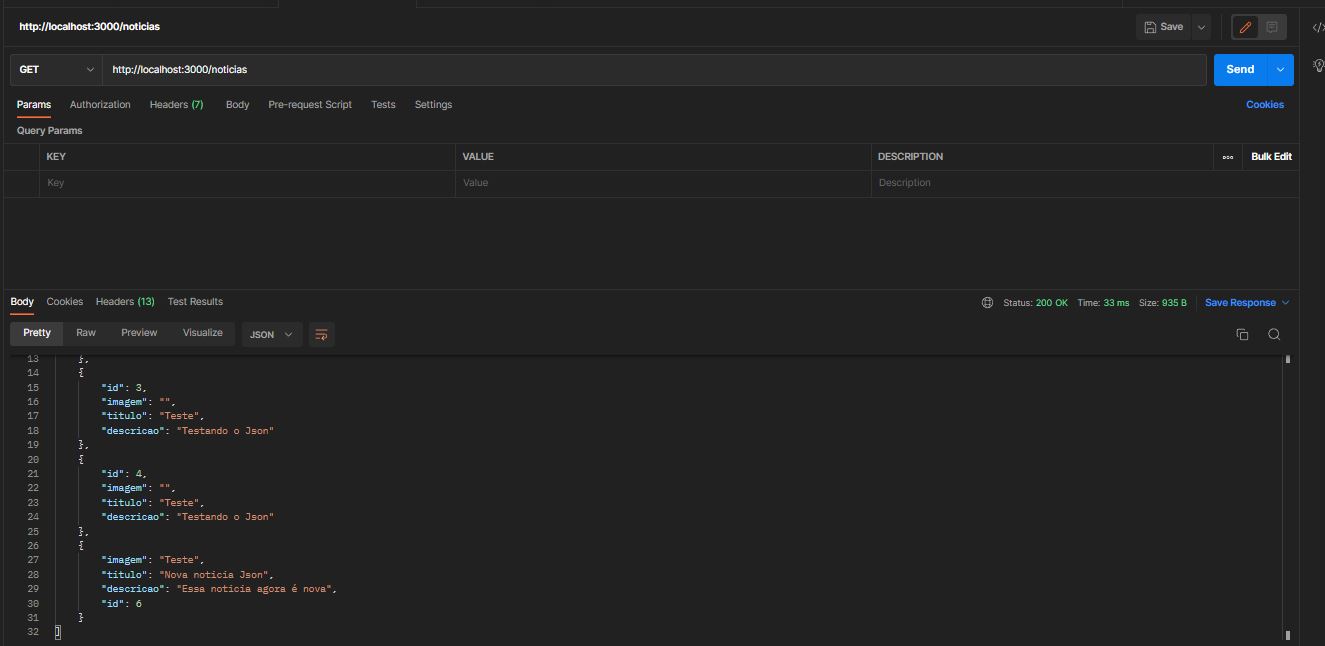 http://localhost:3000/noticias
Save
GET
http://localhost:3000/noticias
Send
Params Authorization Headers (7) Body Pre-request Script Tests Settings Cookies
Query Params
KEY VALUE DESCRIPTION Bulk Edit
Key Value Description
Body Cookies Headers (13) Test Results Status: 200 OK Time: 33 ms Size: 935 B Save Response
Pretty Raw Preview Visualize JSON
13 },
14 {
15 "id": 3,
16 "imagem": "",
17 "titulo": "Teste",
18 "descricao": "Testando o Json"
19 },
20 {
21 "id": 4,
22 "imagem": "",
23 "titulo": "Teste",
24 "descricao": "Testando o Json"
25 },
26 {
27 "imagem": "Teste",
28 "titulo": "Nova noticia Json",
29 "descricao": "Essa noticia agora é nova",
30 "id": 6
31 }
32 ]